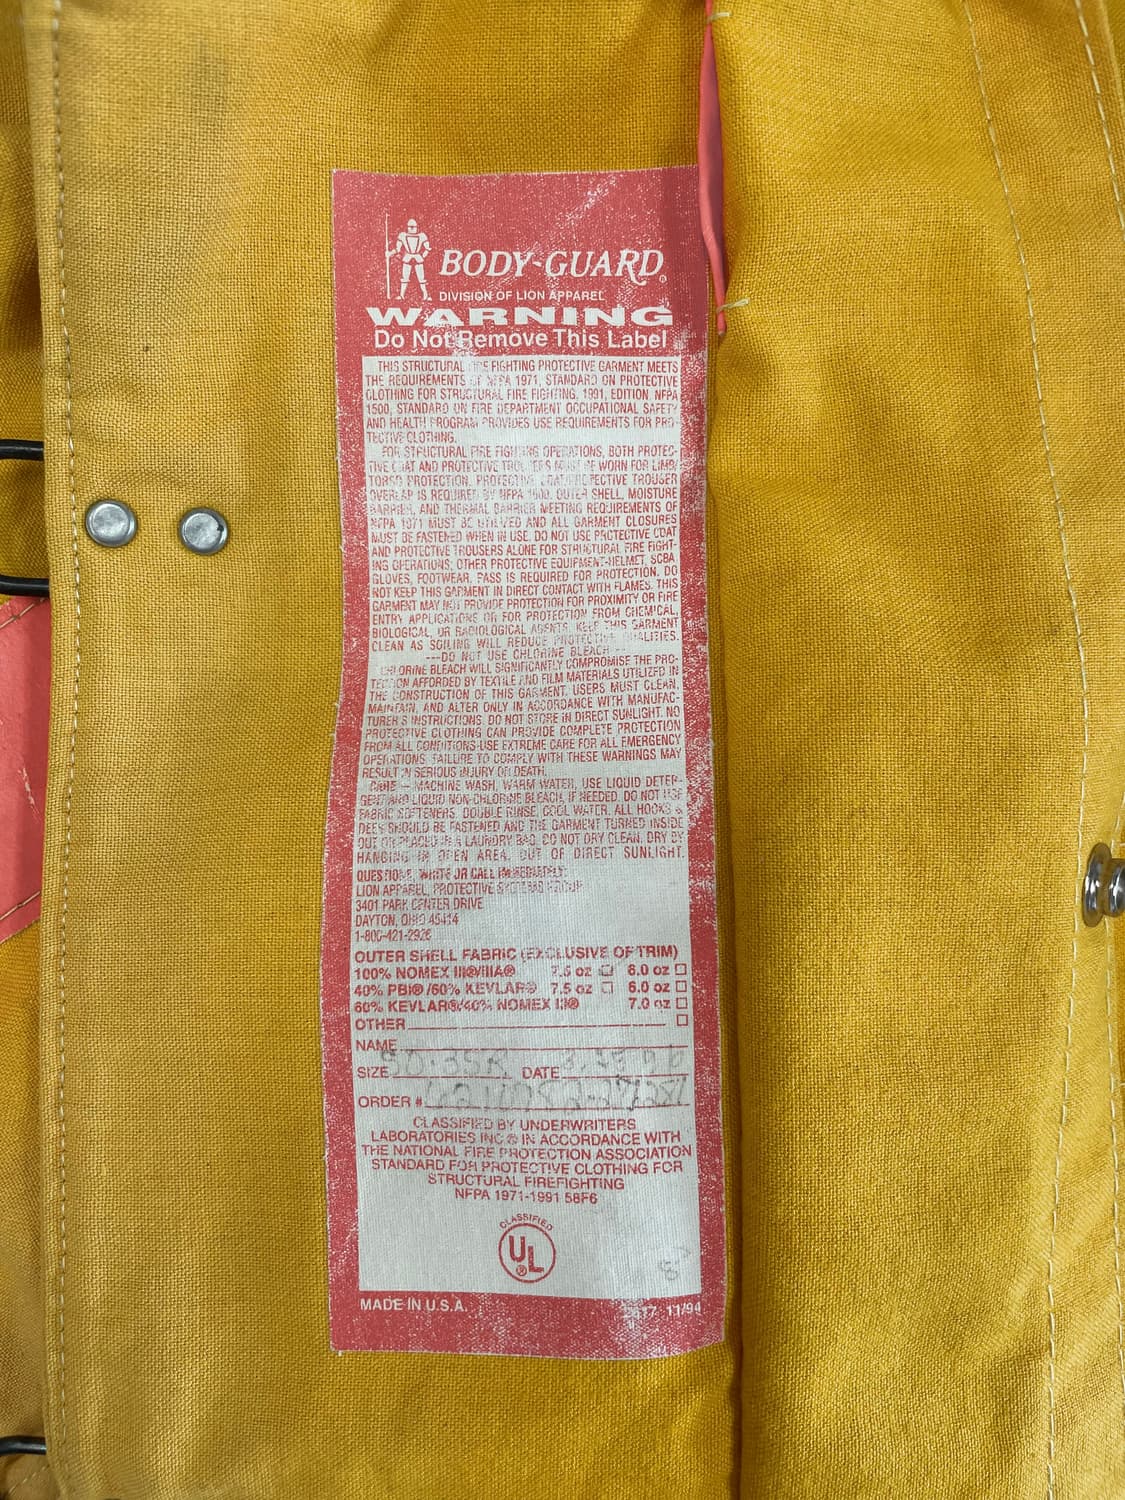 BODY-GUARD®
DIVISION OF LION APPAREL
WARNING
Do Not Remove This Label
THIS STRUCTURAL FIRE FIGHTING PROTECTIVE GARMENT MEETS
THE REQUIREMENTS OF NFPA 1971, STANDARD ON PROTECTIVE
CLOTHING FOR STRUCTURAL FIRE FIGHTING, 1991, EDITION. NFPA
1500, STANDARD ON FIRE DEPARTMENT OCCUPATIONAL SAFETY
AND HEALTH PROGRAM PROVIDES USE REQUIREMENTS FOR PRO-
TECTIVE CLOTHING.
FOR STRUCTURAL FIRE FIGHTING OPERATIONS, BOTH PROTEC-
TIVE COAT AND PROTECTIVE TROUSERS MUST BE WORN FOR LIMB/
TORSO PROTECTION. PROTECTIVE COAT/PROTECTIVE TROUSER
OVERLAP IS REQUIRED BY NFPA 1500. OUTER SHELL, MOISTURE
BARRIER, AND THERMAL BARRIER MEETING REQUIREMENTS OF
NFPA 1971 MUST BE UTILIZED AND ALL GARMENT CLOSURES
MUST BE FASTENED WHEN IN USE. DO NOT USE PROTECTIVE COAT
AND PROTECTIVE TROUSERS ALONE FOR STRUCTURAL FIRE FIGHT-
ING OPERATIONS; OTHER PROTECTIVE EQUIPMENT-HELMET, SCBA,
GLOVES, FOOTWEAR, PASS IS REQUIRED FOR PROTECTION. DO
NOT KEEP THIS GARMENT IN DIRECT CONTACT WITH FLAMES. THIS
GARMENT MAY NOT PROVIDE PROTECTION FOR PROXIMITY OR FIRE
ENTRY APPLICATIONS OR FOR PROTECTION FROM CHEMICAL,
BIOLOGICAL, OR RADIOLOGICAL AGENTS. KEEP THIS GARMENT
CLEAN AS SOILING WILL REDUCE PROTECTIVE QUALITIES.
---DO NOT USE CHLORINE BLEACH---
CHLORINE BLEACH WILL SIGNIFICANTLY COMPROMISE THE PRO-
TECTION AFFORDED BY TEXTILE AND FILM MATERIALS UTILIZED IN
THE CONSTRUCTION OF THIS GARMENT. USERS MUST CLEAN,
MAINTAIN, AND ALTER ONLY IN ACCORDANCE WITH MANUFAC-
TURER'S INSTRUCTIONS. DO NOT STORE IN DIRECT SUNLIGHT. NO
PROTECTIVE CLOTHING CAN PROVIDE COMPLETE PROTECTION
FROM ALL CONDITIONS-USE EXTREME CARE FOR ALL EMERGENCY
OPERATIONS. FAILURE TO COMPLY WITH THESE WARNINGS MAY
RESULT IN SERIOUS INJURY OR DEATH.
CARE – MACHINE WASH, WARM WATER, USE LIQUID DETER-
GENT AND LIQUID NON-CHLORINE BLEACH, IF NEEDED. DO NOT USE
FABRIC SOFTENERS. DOUBLE RINSE, COOL WATER. ALL HOOKS &
DEES SHOULD BE FASTENED AND THE GARMENT TURNED INSIDE
OUT OR PLACED IN A LAUNDRY BAG. DO NOT DRY CLEAN. DRY BY
HANGING IN OPEN AREA, OUT OF DIRECT SUNLIGHT.
QUESTIONS, WRITE OR CALL IMMEDIATELY:
LION APPAREL, PROTECTIVE SYSTEMS GROUP
3401 PARK CENTER DRIVE
DAYTON, OHIO 45414
1-800-421-2926
OUTER SHELL FABRIC (EXCLUSIVE OF TRIM)
100% NOMEX III®/IIIA® 7.5 oz ☐ 6.0 oz ☐
40% PBI®/60% KEVLAR® 7.5 oz ☐ 6.0 oz ☐
60% KEVLAR®/40% NOMEX III® 7.0 oz ☐
OTHER ☐
NAME
SIZE DATE
ORDER #
CLASSIFIED BY UNDERWRITERS
LABORATORIES INC.® IN ACCORDANCE WITH
THE NATIONAL FIRE PROTECTION ASSOCIATION
STANDARD FOR PROTECTIVE CLOTHING FOR
STRUCTURAL FIREFIGHTING
NFPA 1971-1991 58F6
CLASSIFIED
UL®
8
MADE IN U.S.A. 11/94